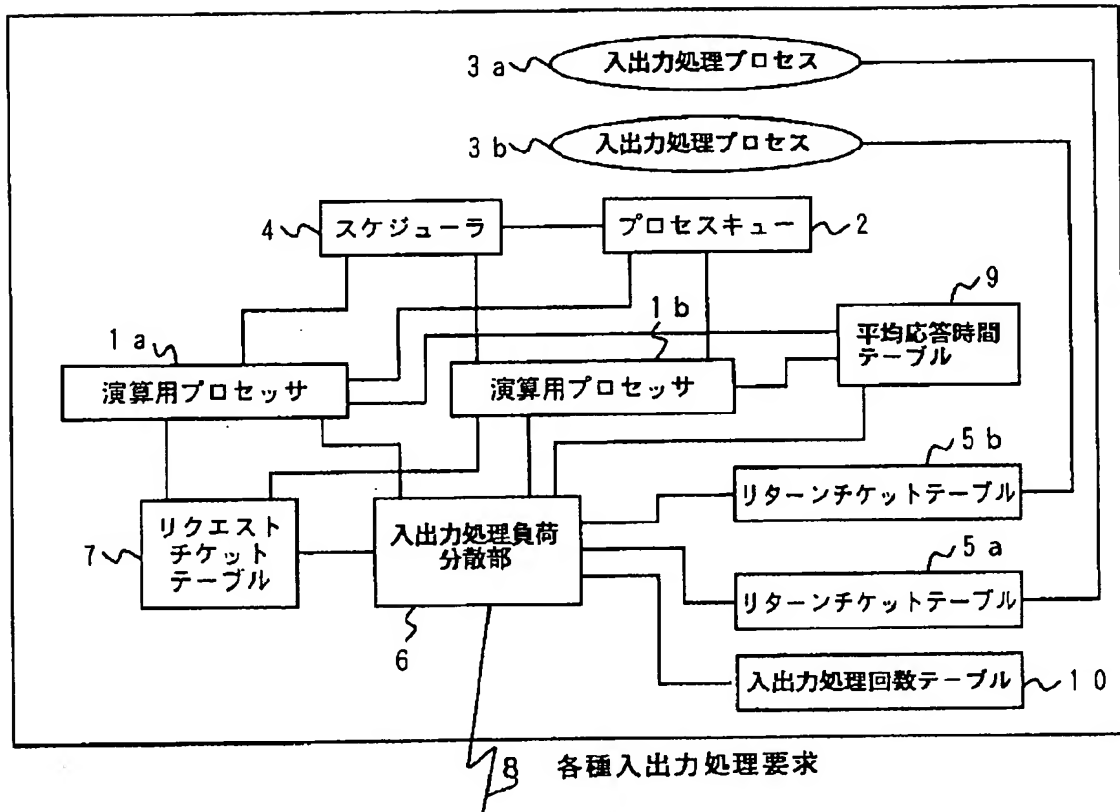 3a
入出力処理プロセス
3b
入出力処理プロセス
4
スケジューラ
プロセスキュー
2
9
1a
1b
平均応答時間
テーブル
演算用プロセッサ
演算用プロセッサ
5b
リターンチケットテーブル
リクエスト
チケット
テーブル
7
入出力処理負荷
分散部
6
5a
リターンチケットテーブル
入出力処理回数テーブル
10
8
各種入出力処理要求